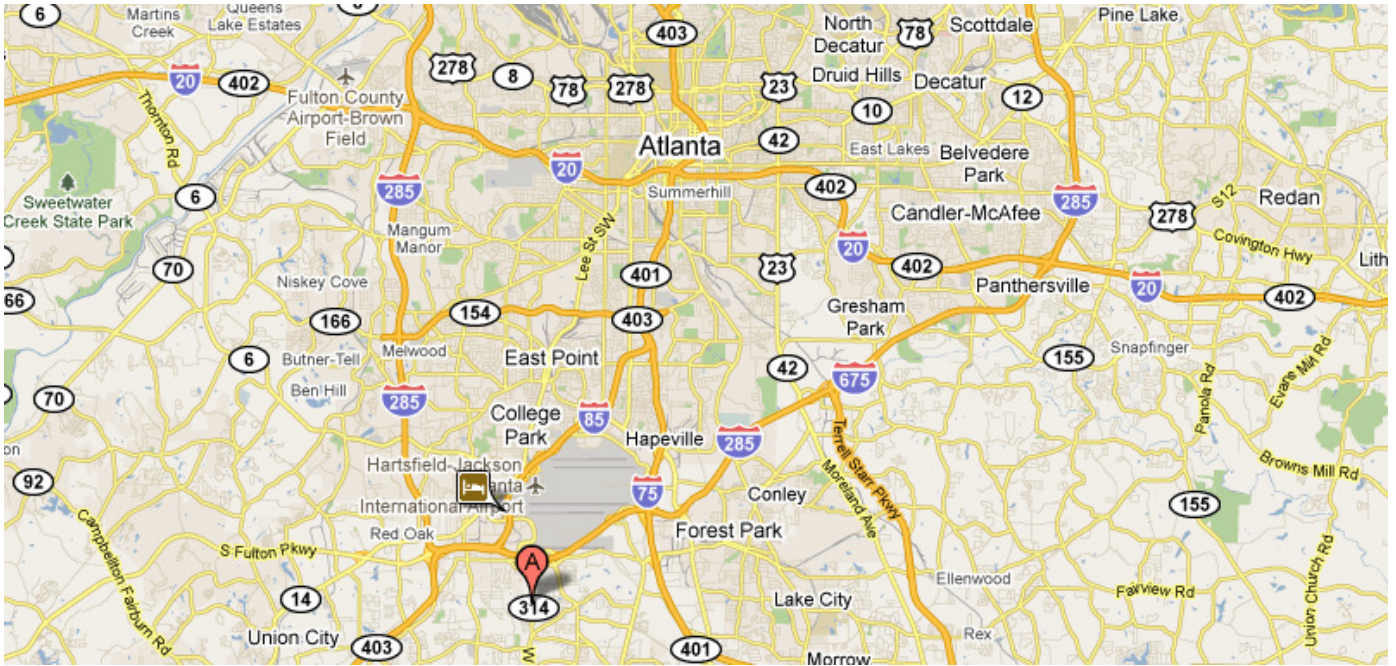 6
Martins
Creek
Queens
Lake Estates
403
North
Decatur
78
Scottdale
Pine Lake
20
402
278
8
78
278
23
Druid Hills
Decatur
12
10
Fulton County
Airport-Brown
Field
Thornton Rd
Atlanta
42
East Lakes
Belvedere
Park
Sweetwater
Creek State Park
6
285
20
Summerhill
402
Candler-McAfee
285
278
S12
Redan
Mangum
Manor
Lee St SW
20
402
Covington Hwy
Lith
70
Niskey Cove
401
23
Panthersville
20
402
66
166
154
403
Gresham
Park
6
Butner-Tell
Melwood
East Point
42
155
Snapfinger
Evans Mill Rd
70
Ben Hill
285
675
Panola Rd
College
Park
85
Hapeville
285
Terrell Starr Pkwy
on
92
Hartsfield-Jackson
anta
International Airport
75
Conley
Moreland Ave
Browns Mill Rd
155
Campbellton Fairburn Rd
S Fulton Pkwy
Red Oak
Forest Park
A
314
14
Ellenwood
Fairview Rd
Union Church Rd
Lake City
Union City
403
W
401
Morrow
Rex